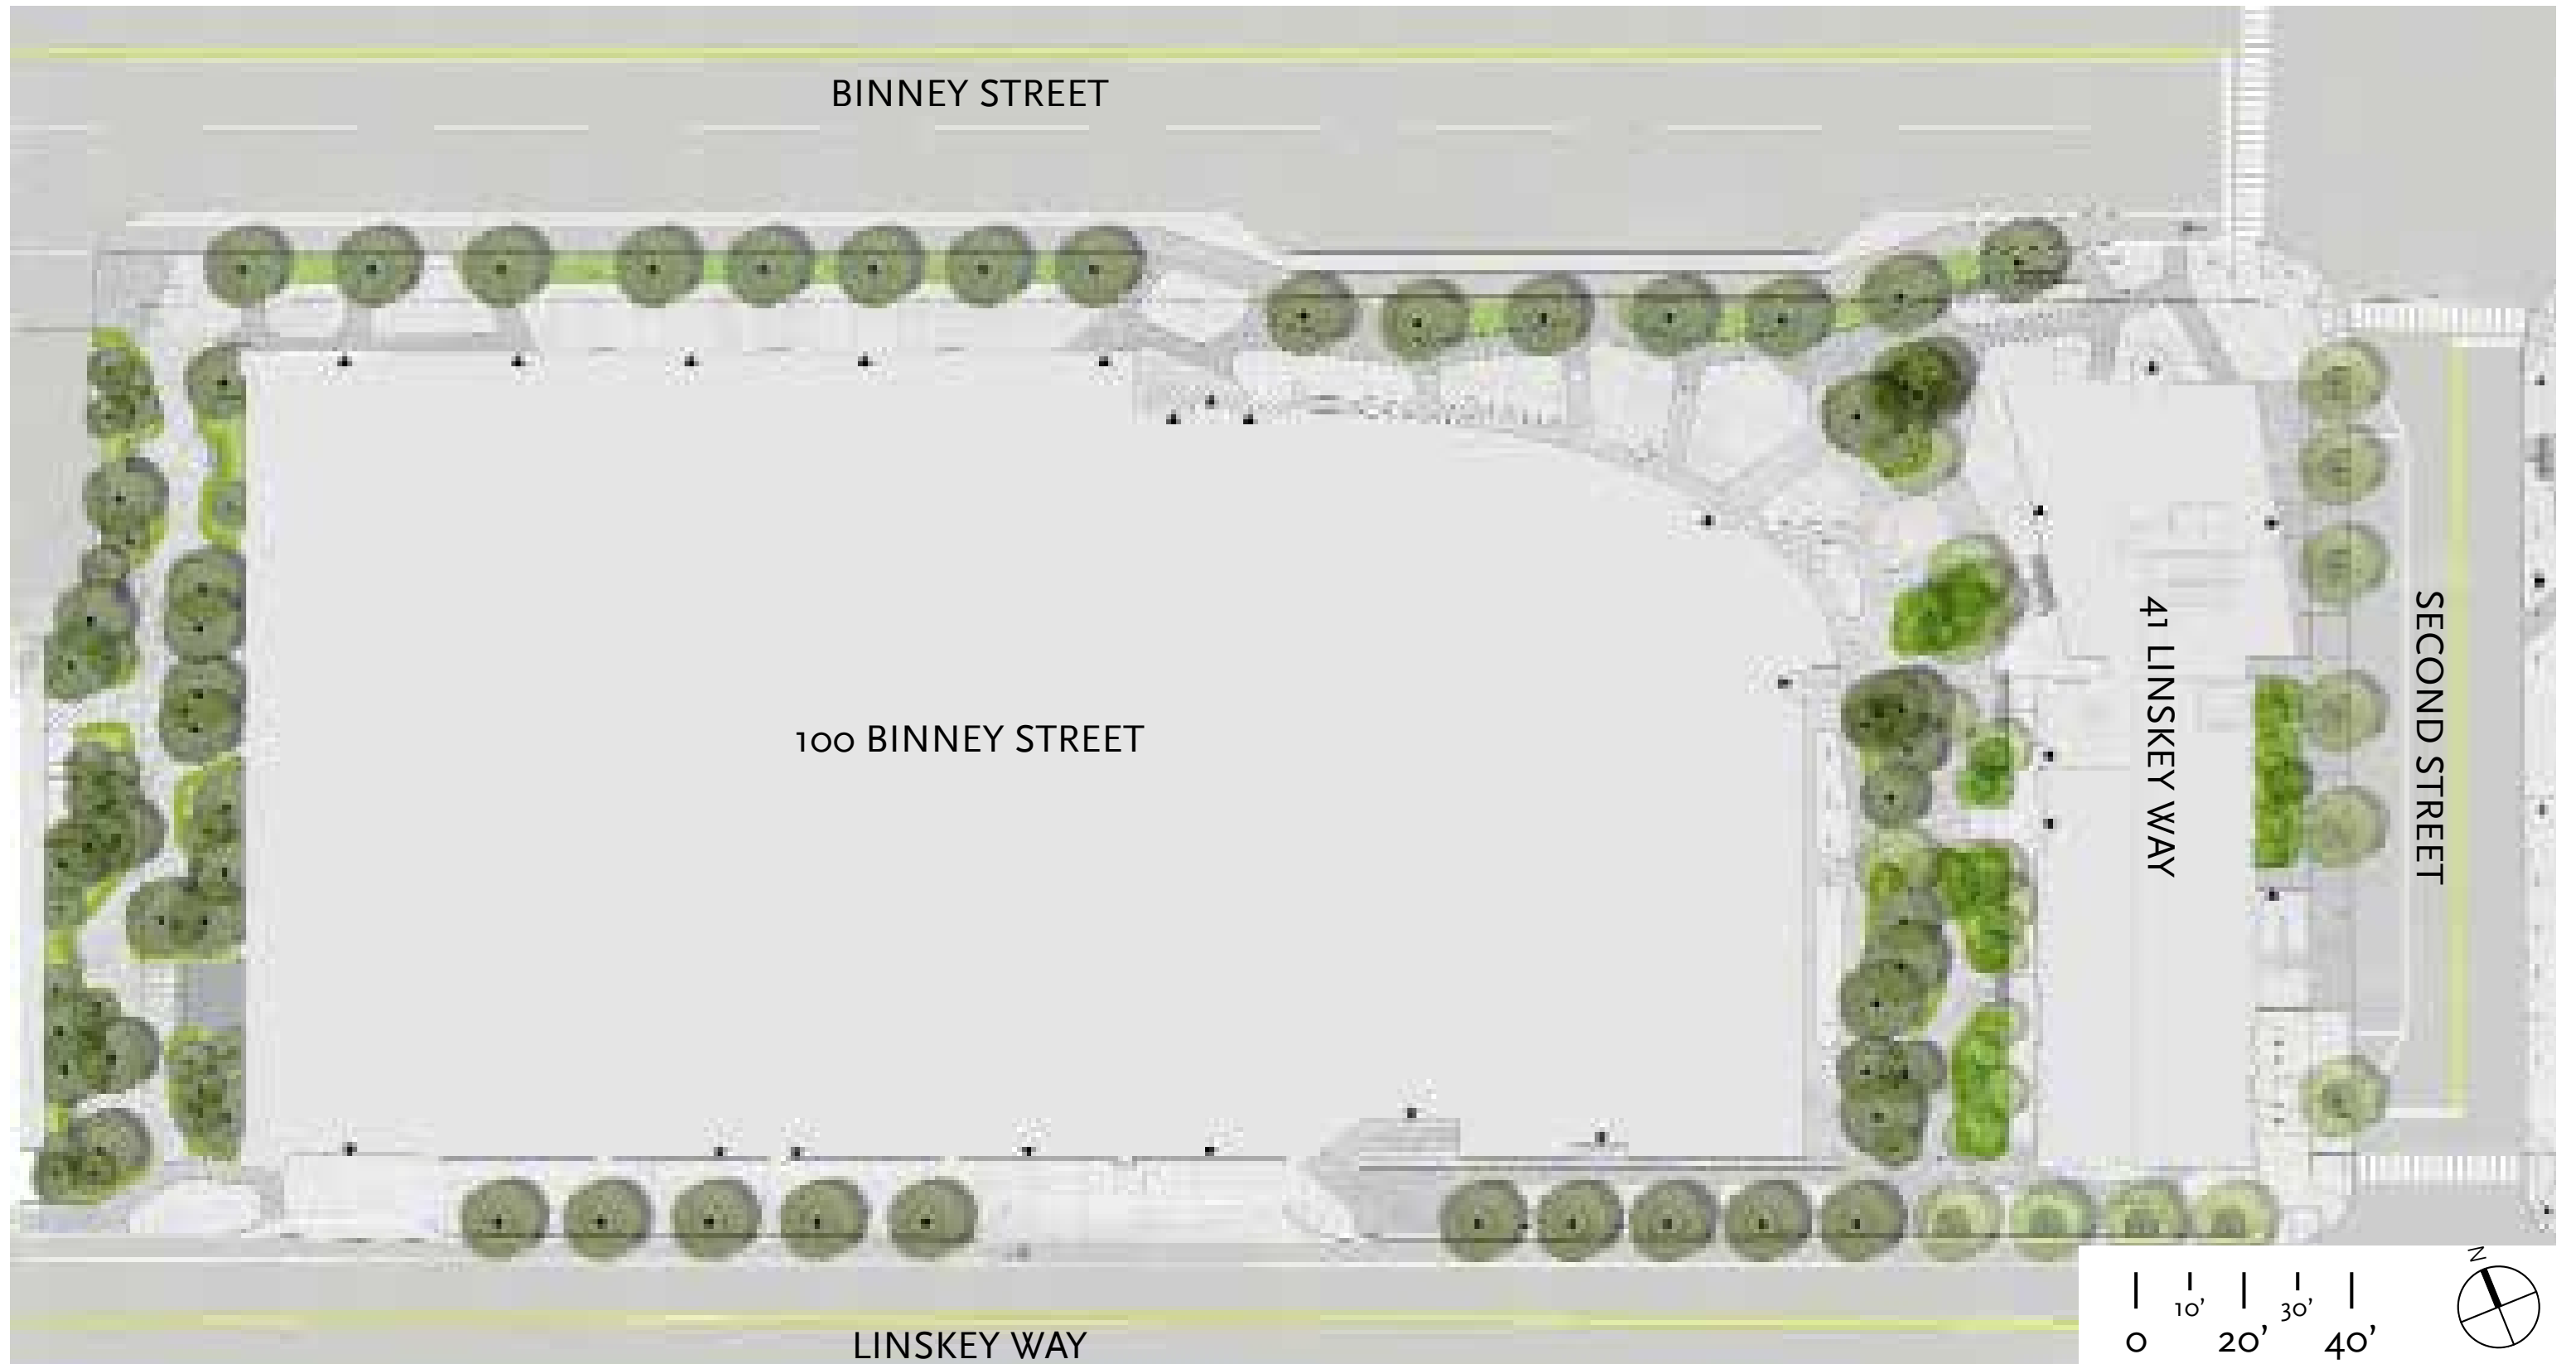 BINNEY STREET
100 BINNEY STREET
41 LINSKEY WAY
SECOND STREET
LINSKEY WAY
N
10' 30'
0 20' 40'